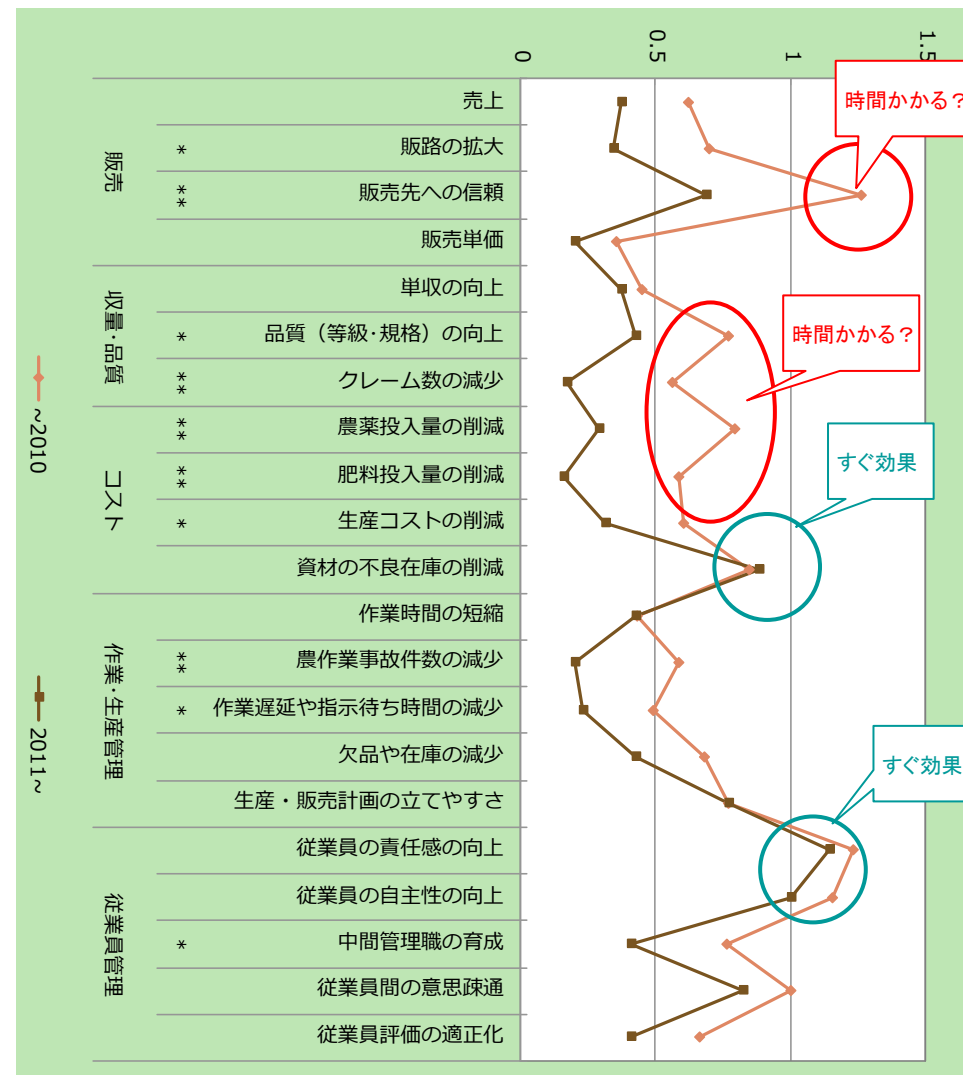 0
0.5
1
1.5
時間かかる?
売上
販売
*
販路の拡大
**
販売先への信頼
販売単価
単収の向上
収量・品質
*
品質(等級・規格)の向上
時間かかる?
**
クレーム数の減少
コスト
**
農薬投入量の削減
**
肥料投入量の削減
すぐ効果
*
生産コストの削減
資材の不良在庫の削減
作業時間の短縮
作業・生産管理
**
農作業事故件数の減少
*
作業遅延や指示待ち時間の減少
欠品や在庫の減少
すぐ効果
生産・販売計画の立てやすさ
従業員の責任感の向上
従業員管理
従業員の自主性の向上
*
中間管理職の育成
従業員間の意思疎通
従業員評価の適正化
~2010
2011~